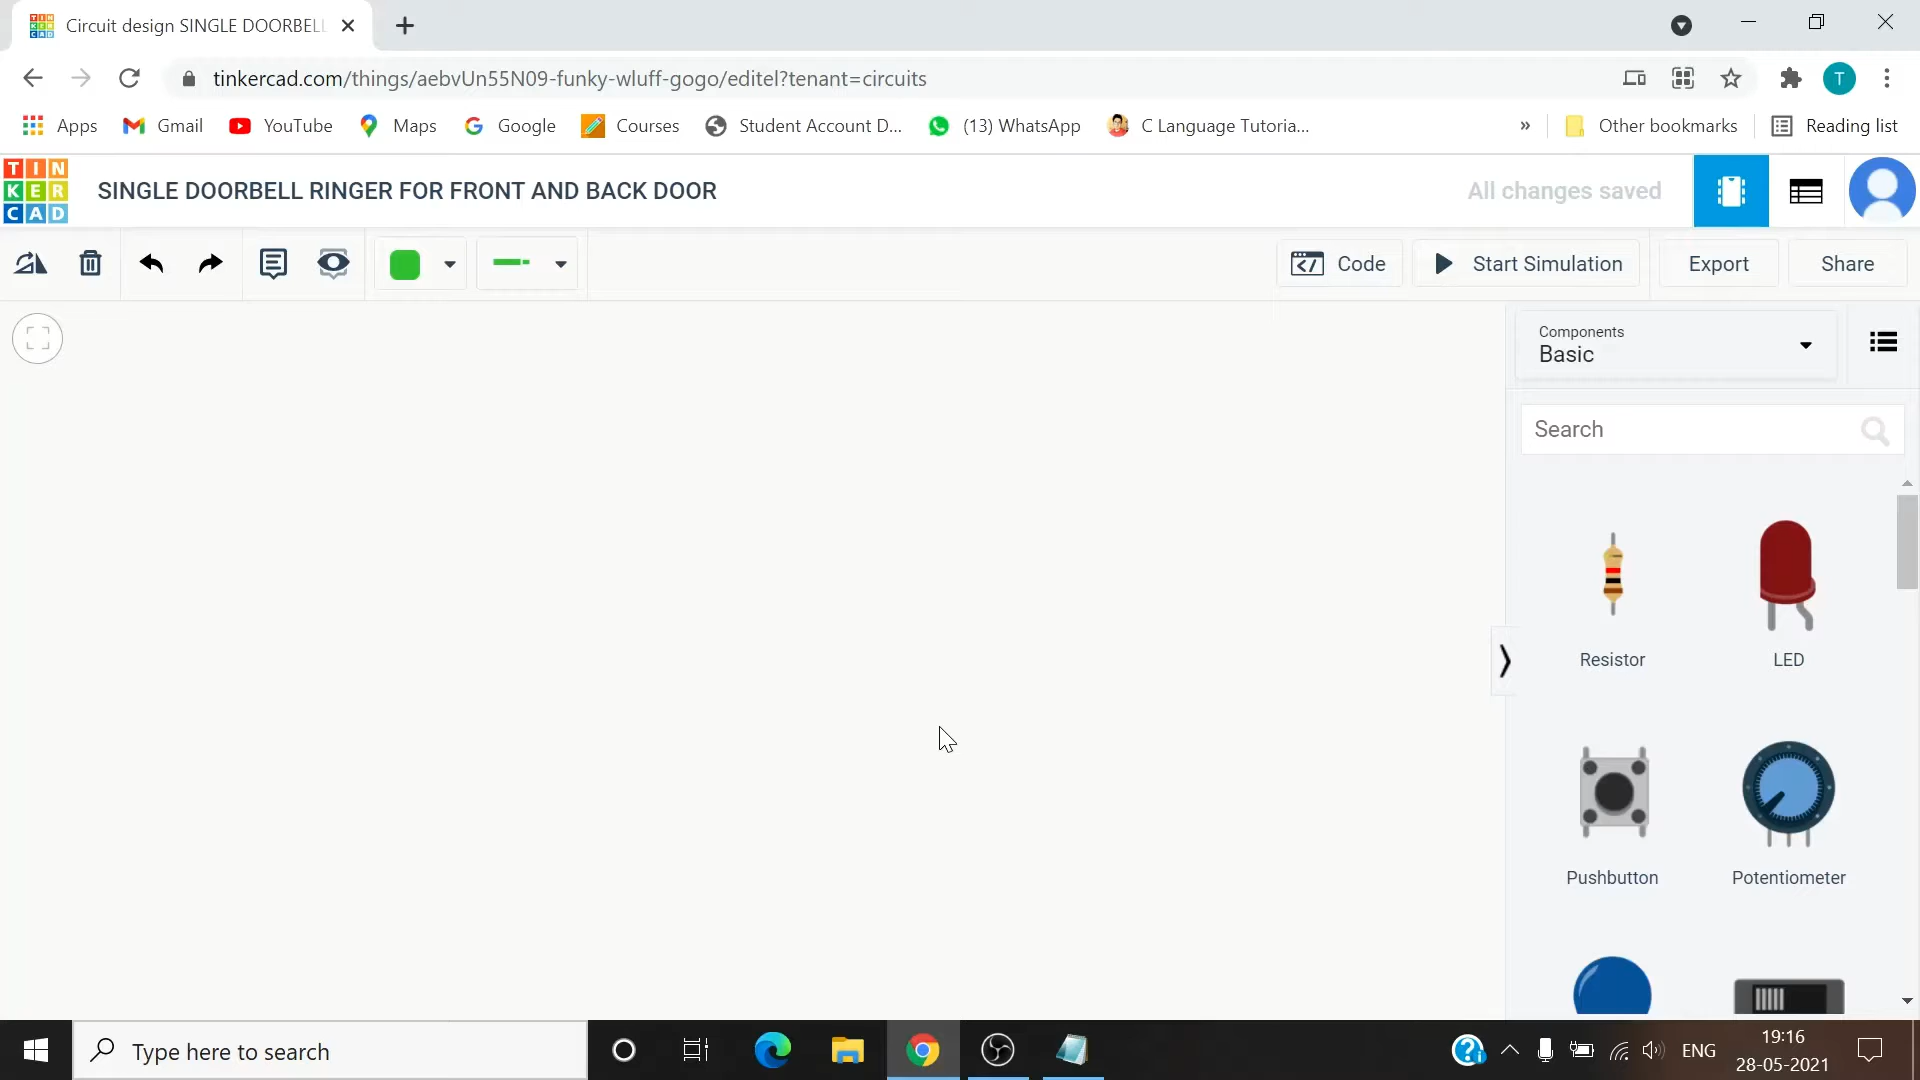 Circuit design SINGLE DOORBELL
tinkercad.com/things/aebvUn55N09-funky-wluff-gogo/editel?tenant=circuits
T
Apps
Gmail
YouTube
Maps
Google
Courses
Student Account D...
(13) WhatsApp
C Language Tutoria...
»
Other bookmarks
Reading list
TIN
KER
CAD
SINGLE DOORBELL RINGER FOR FRONT AND BACK DOOR
All changes saved
Code
Start Simulation
Export
Share
Components
Basic
Search
Resistor
LED
Pushbutton
Potentiometer
Type here to search
ENG
19:16
28-05-2021